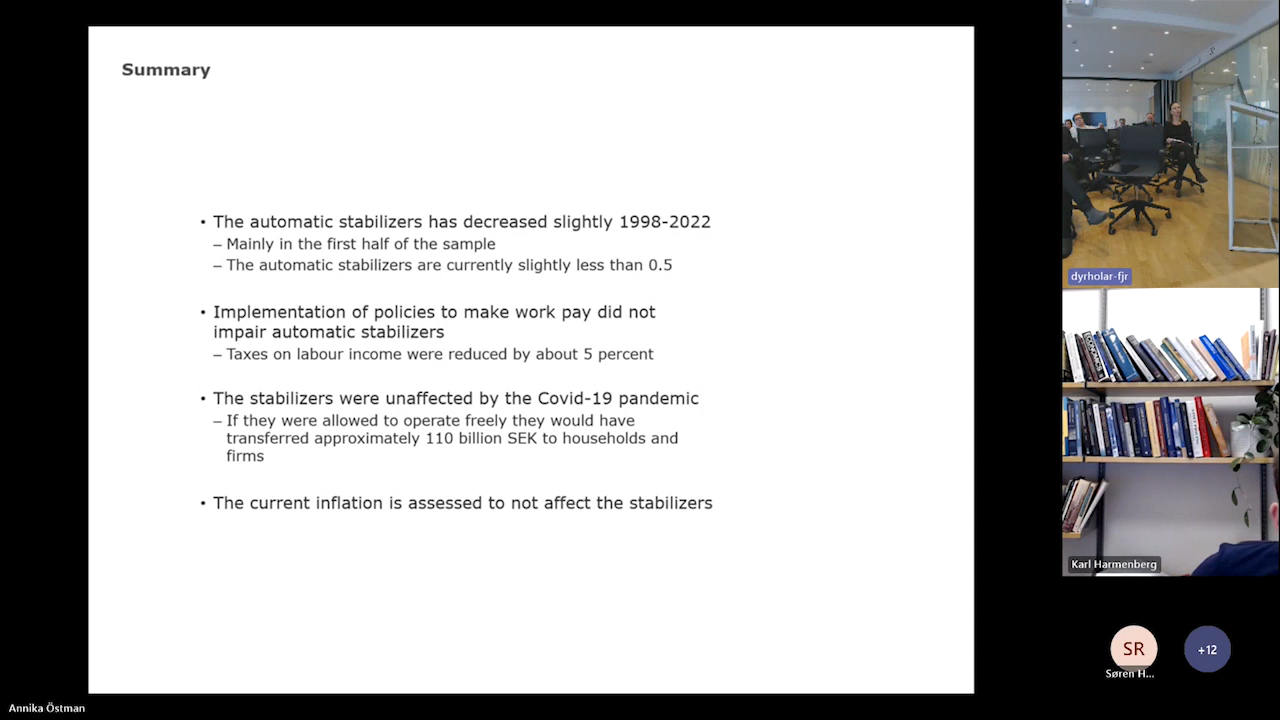 Summary
• The automatic stabilizers has decreased slightly 1998-2022
– Mainly in the first half of the sample
– The automatic stabilizers are currently slightly less than 0.5
• Implementation of policies to make work pay did not
impair automatic stabilizers
– Taxes on labour income were reduced by about 5 percent
• The stabilizers were unaffected by the Covid-19 pandemic
– If they were allowed to operate freely they would have
transferred approximately 110 billion SEK to households and
firms
• The current inflation is assessed to not affect the stabilizers
dyrholar-fjr
Karl Harmenberg
SR
+12
Søren H...
Annika Östman